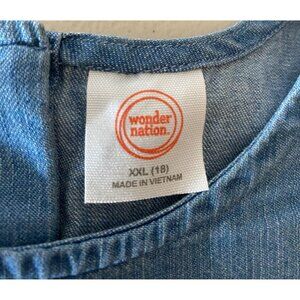 wonder
nation.
XXL (18)
MADE IN VIETNAM